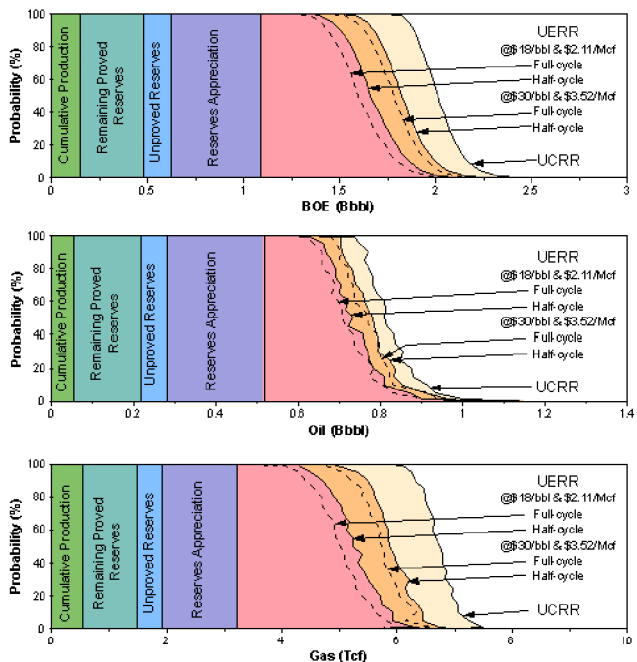 Probability (%)
100
80
60
40
20
0
Cumulative Production
Remaining Proved
Reserves
Unproved Reserves
Reserves Appreciation
UERR
@$18/bbl & $2.11/Mcf
Full-cycle
Half-cycle
@$30/bbl & $3.52/Mcf
Full-cycle
Half-cycle
UCRR
0 0.5 1 1.5 2 2.5 3
BOE (Bbbl)
Probability (%)
100
80
60
40
20
0
Cumulative Production
Remaining Proved
Reserves
Unproved Reserves
Reserves Appreciation
UERR
@$18/bbl & $2.11/Mcf
Full-cycle
Half-cycle
@$30/bbl & $3.52/Mcf
Full-cycle
Half-cycle
UCRR
0 0.2 0.4 0.6 0.8 1 1.2 1.4
Oil (Bbbl)
Probability (%)
100
80
60
40
20
0
Cumulative Production
Remaining Proved
Reserves
Unproved Reserves
Reserves Appreciation
UERR
@$18/bbl & $2.11/Mcf
Full-cycle
Half-cycle
@$30/bbl & $3.52/Mcf
Full-cycle
Half-cycle
UCRR
0 2 4 6 8 10
Gas (Tcf)